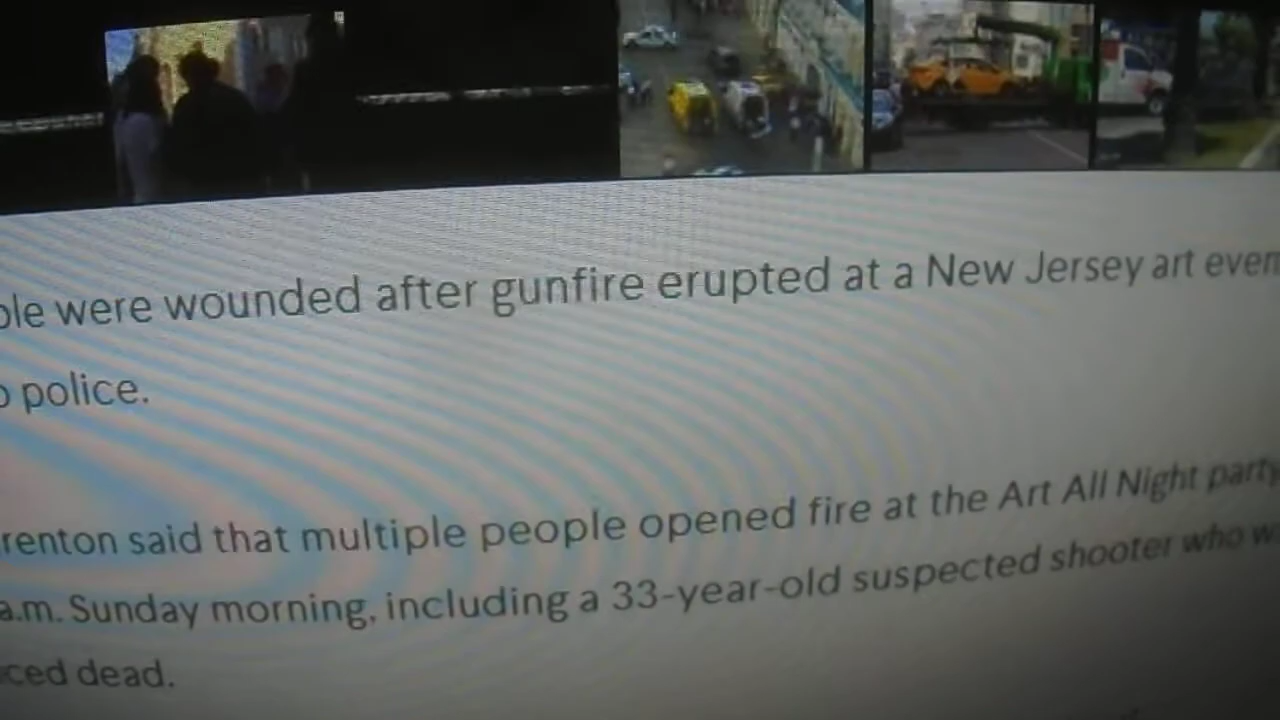 ple were wounded after gunfire erupted at a New Jersey art even
o police.
renton said that multiple people opened fire at the Art All Night party
a.m. Sunday morning, including a 33-year-old suspected shooter who w
ced dead.